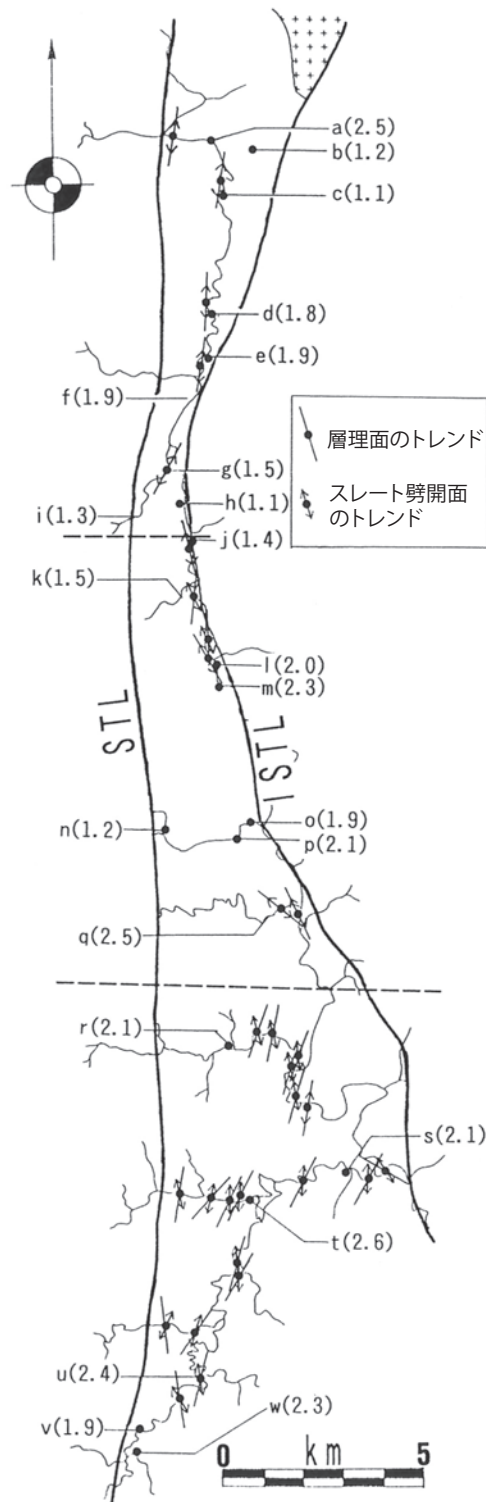 a(2.5)
b(1.2)
c(1.1)
d(1.8)
e(1.9)
f(1.9)
層理面のトレンド
g(1.5)
h(1.1)
スレート劈開面
のトレンド
i(1.3)
j(1.4)
k(1.5)
l(2.0)
m(2.3)
STL
ISTL
n(1.2)
o(1.9)
p(2.1)
q(2.5)
r(2.1)
s(2.1)
t(2.6)
u(2.4)
v(1.9)
w(2.3)
0 km 5